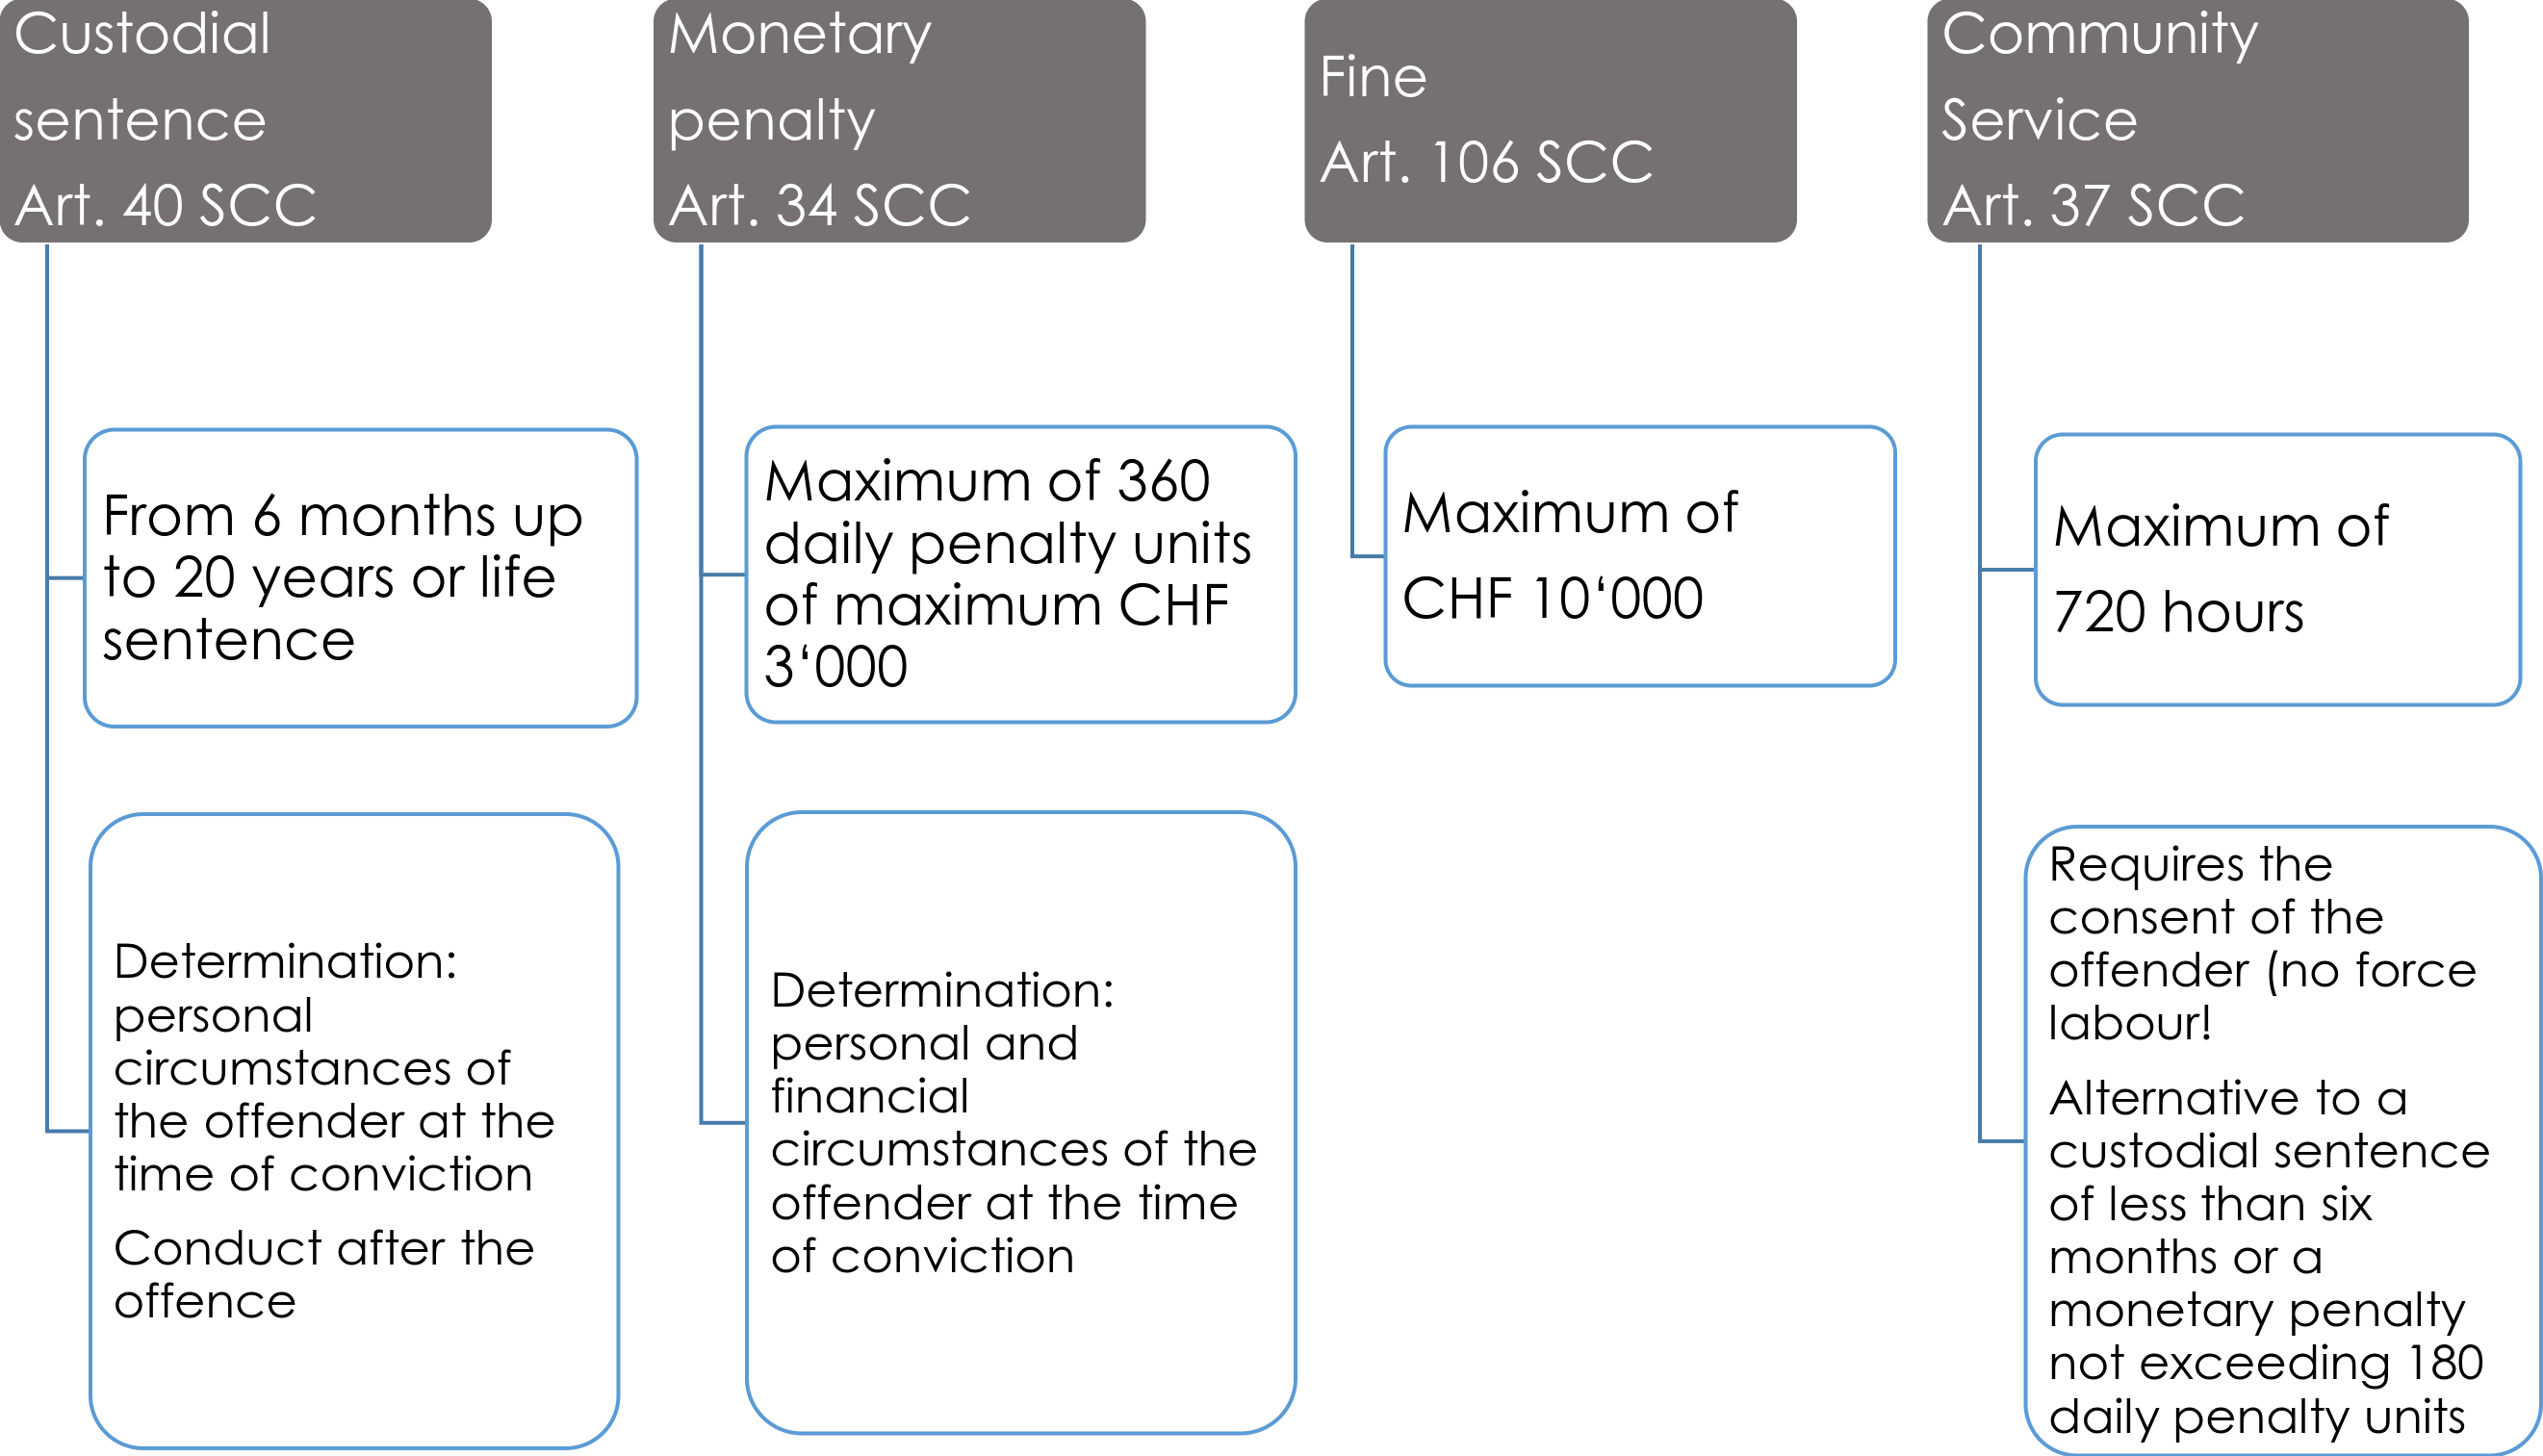 Custodial
sentence
Art. 40 SCC
From 6 months up
to 20 years or life
sentence
Determination:
personal
circumstances of
the offender at the
time of conviction
Conduct after the
offence
Monetary
penalty
Art. 34 SCC
Maximum of 360
daily penalty units
of maximum CHF
3‘000
Determination:
personal and
financial
circumstances of the
offender at the time
of conviction
Fine
Art. 106 SCC
Maximum of
CHF 10‘000
Community
Service
Art. 37 SCC
Maximum of
720 hours
Requires the
consent of the
offender (no force
labour!
Alternative to a
custodial sentence
of less than six
months or a
monetary penalty
not exceeding 180
daily penalty units